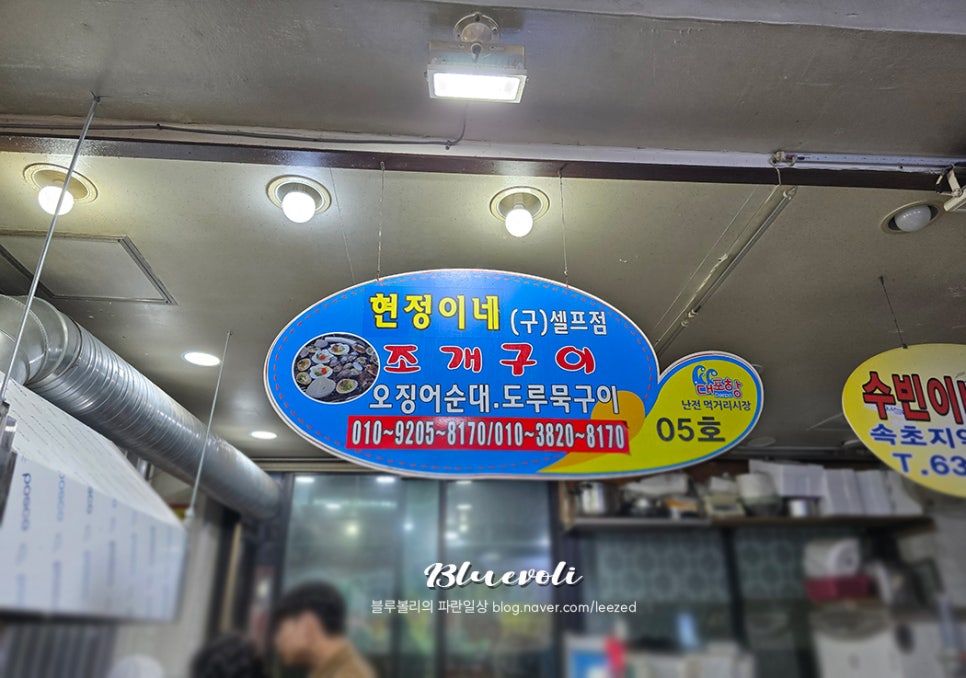 현정이네 (구)셀프점
조개구이
오징어순대.도루묵구이
010~9205~8170/010~3820~8170
대포항
난전 먹거리시장
05호
수빈이
속초지
T.63
posco
Bluevoli
블루볼리의 파란일상 blog.naver.com/leezed